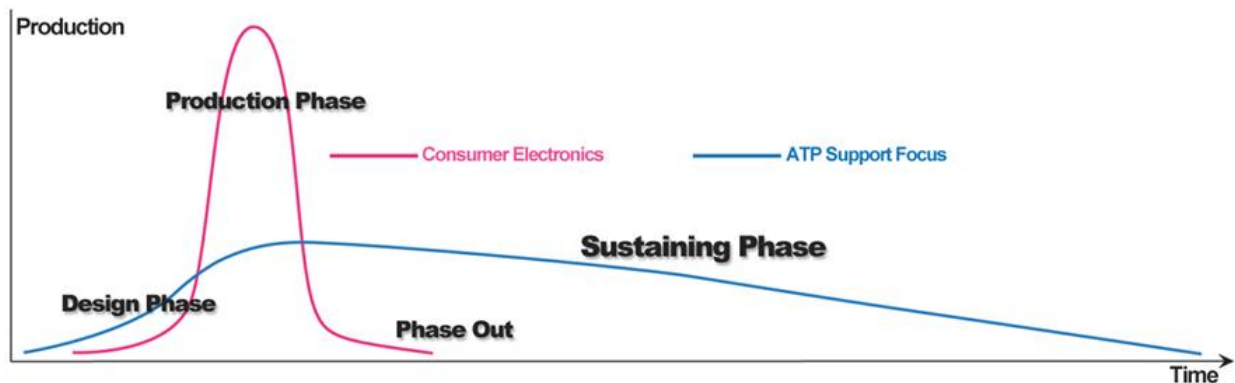 Production
Production Phase
Consumer Electronics
ATP Support Focus
Sustaining Phase
Design Phase
Phase Out
Time